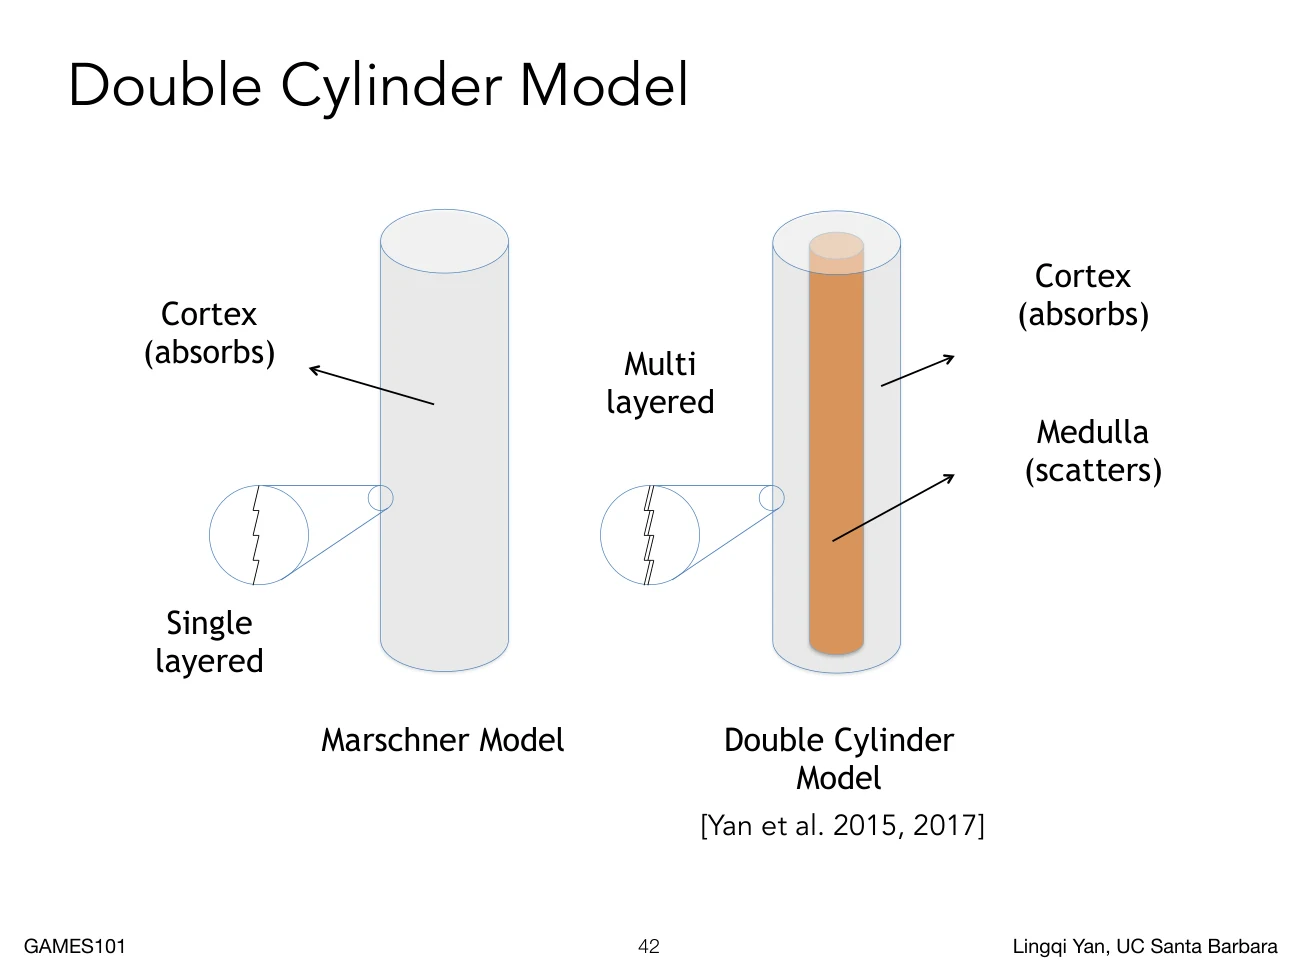 Double Cylinder Model
Cortex
(absorbs)
Single
layered
Marschner Model
Multi
layered
Cortex
(absorbs)
Medulla
(scatters)
Double Cylinder
Model
[Yan et al. 2015, 2017]
GAMES101
42
Lingqi Yan, UC Santa Barbara